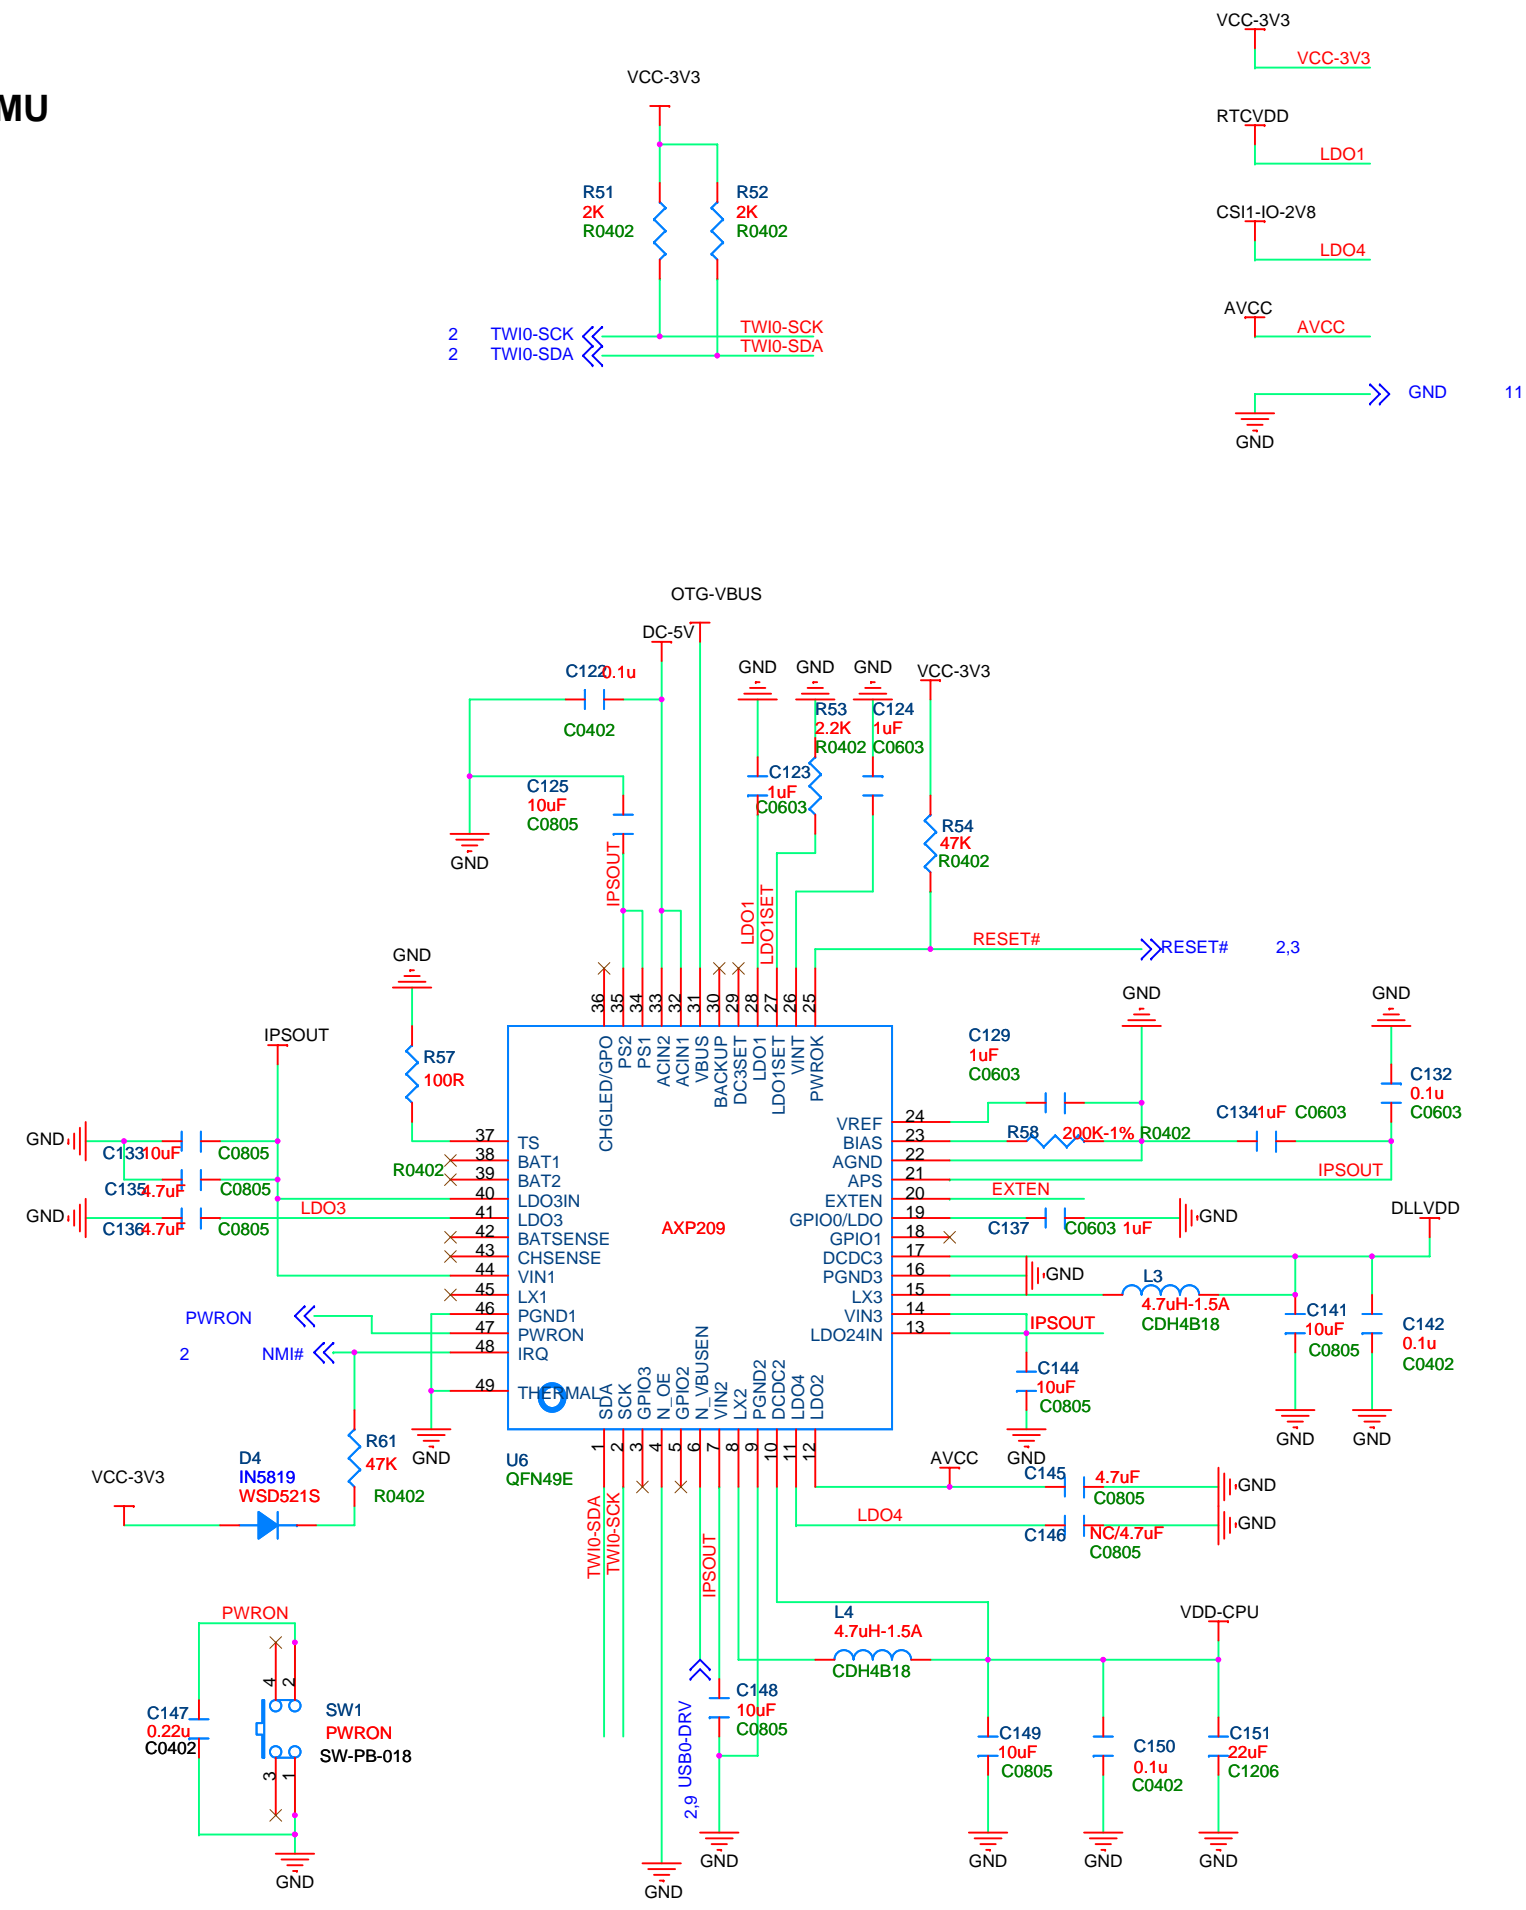 MU
VCC-3V3
R51
2K
R0402
R52
2K
R0402
2 TWI0-SCK
2 TWI0-SDA
TWI0-SCK
TWI0-SDA
VCC-3V3
VCC-3V3
RTCVDD
LDO1
CSI1-IO-2V8
LDO4
AVCC
AVCC
GND 11
GND
OTG-VBUS
DC-5V
C122
0.1u
C0402
C125
10uF
C0805
GND
IPSOUT
GND
GND
GND
VCC-3V3
R53
2.2K
R0402
C124
1uF
C0603
C123
1uF
C0603
R54
47K
R0402
LDO1
LDO1SET
RESET#
RESET# 2,3
GND
R57
100R
R0402
IPSOUT
GND
C133
10uF
C0805
C135
4.7uF
C0805
GND
C136
4.7uF
C0805
LDO3
PWRON
2 NMI#
36
35
34
33
32
31
30
29
28
27
26
25
CHGLED/GPO
PS2
PS1
ACIN2
ACIN1
VBUS
BACKUP
DC3SET
LDO1
LDO1SET
VINT
PWROK
37 TS
38 BAT1
39 BAT2
40 LDO3IN
41 LDO3
42 BATSENSE
43 CHSENSE
44 VIN1
45 LX1
46 PGND1
47 PWRON
48 IRQ
49 THERMAL
AXP209
VREF 24
BIAS 23
AGND 22
APS 21
EXTEN 20
GPIO0/LDO 19
GPIO1 18
DCDC3 17
PGND3 16
LX3 15
VIN3 14
LDO24IN 13
SDA
SCK
GPIO3
N_OE
GPIO2
N_VBUSEN
VIN2
LX2
PGND2
DCDC2
LDO4
LDO2
1
2
3
4
5
6
7
8
9
10
11
12
U6
QFN49E
GND
GND
C129
1uF
C0603
R58
200K-1%
R0402
C134
1uF
C0603
C132
0.1u
C0603
IPSOUT
EXTEN
C137
C0603
1uF
GND
DLLVDD
GND
L3
4.7uH-1.5A
CDH4B18
IPSOUT
C141
10uF
C0805
C142
0.1u
C0402
C144
10uF
C0805
GND
GND
GND
GND
R61
47K
R0402
VCC-3V3
D4
IN5819
WSD521S
AVCC
C145
4.7uF
C0805
GND
LDO4
C146
NC/4.7uF
C0805
GND
TWI0-SDA
TWI0-SCK
IPSOUT
2,9 USB0-DRV
L4
4.7uH-1.5A
CDH4B18
VDD-CPU
C148
10uF
C0805
C149
10uF
C0805
C150
0.1u
C0402
C151
22uF
C1206
GND
GND
GND
GND
GND
PWRON
4
2
C147
0.22u
C0402
SW1
PWRON
SW-PB-018
3
1
GND